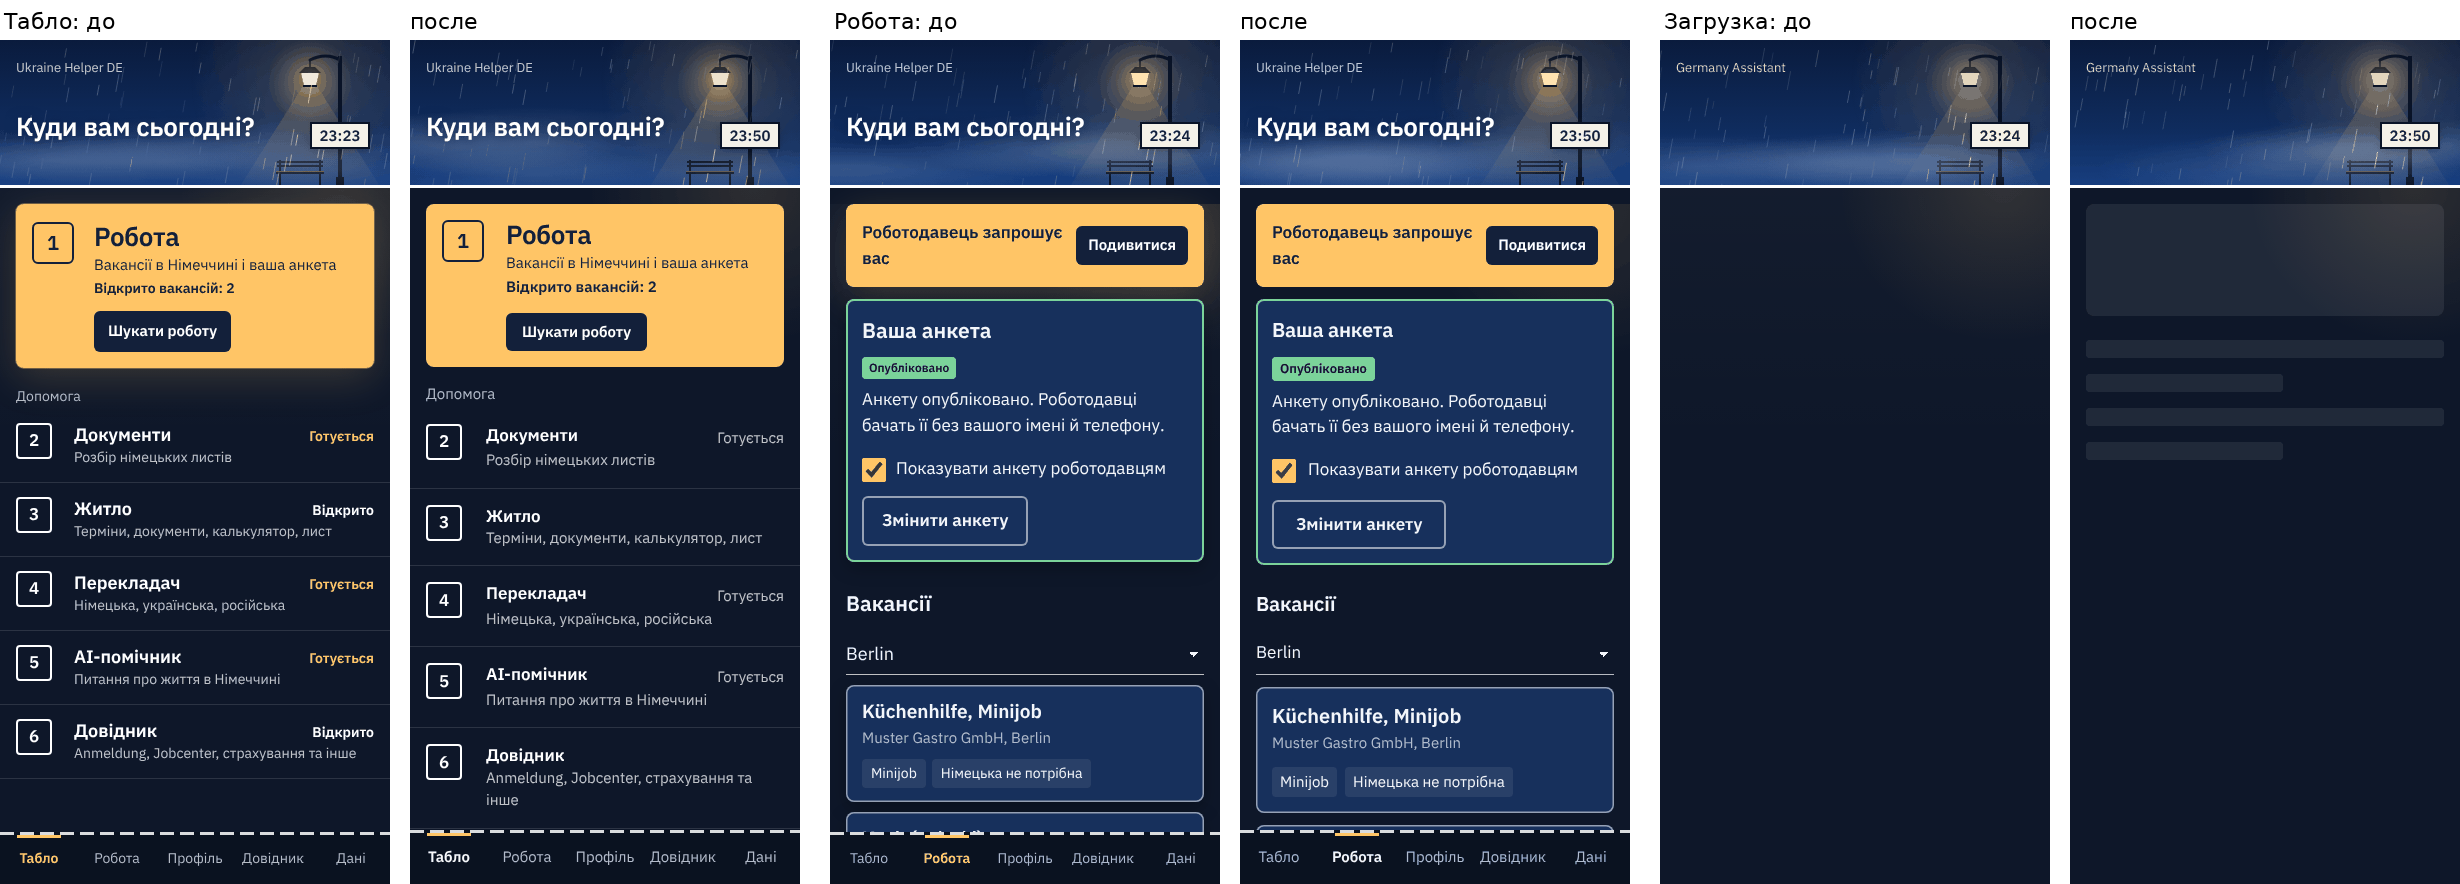 Табло: до
Ukraine Helper DE
Куди вам сьогодні?
23:23
1
Робота
Вакансії в Німеччині і ваша анкета
Відкрито вакансій: 2
Шукати роботу
Допомога
2
Документи
Готується
Розбір німецьких листів
3
Житло
Відкрито
Терміни, документи, калькулятор, лист
4
Перекладач
Готується
Німецька, українська, російська
5
AI-помічник
Готується
Питання про життя в Німеччині
6
Довідник
Відкрито
Anmeldung, Jobcenter, страхування та інше
Табло Робота Профіль Довідник Дані
после
Ukraine Helper DE
Куди вам сьогодні?
23:50
1
Робота
Вакансії в Німеччині і ваша анкета
Відкрито вакансій: 2
Шукати роботу
Допомога
2
Документи
Готується
Розбір німецьких листів
3
Житло
Терміни, документи, калькулятор, лист
4
Перекладач
Готується
Німецька, українська, російська
5
AI-помічник
Готується
Питання про життя в Німеччині
6
Довідник
Anmeldung, Jobcenter, страхування та
інше
Табло Робота Профіль Довідник Дані
Робота: до
Ukraine Helper DE
Куди вам сьогодні?
23:24
Роботодавець запрошує
вас
Подивитися
Ваша анкета
Опубліковано
Анкету опубліковано. Роботодавці
бачать її без вашого імені й телефону.
Показувати анкету роботодавцям
Змінити анкету
Вакансії
Berlin
Küchenhilfe, Minijob
Muster Gastro GmbH, Berlin
Minijob Німецька не потрібна
Табло Робота Профіль Довідник Дані
после
Ukraine Helper DE
Куди вам сьогодні?
23:50
Роботодавець запрошує
вас
Подивитися
Ваша анкета
Опубліковано
Анкету опубліковано. Роботодавці
бачать її без вашого імені й телефону.
Показувати анкету роботодавцям
Змінити анкету
Вакансії
Berlin
Küchenhilfe, Minijob
Muster Gastro GmbH, Berlin
Minijob Німецька не потрібна
Табло Робота Профіль Довідник Дані
Загрузка: до
Germany Assistant
23:24
после
Germany Assistant
23:50